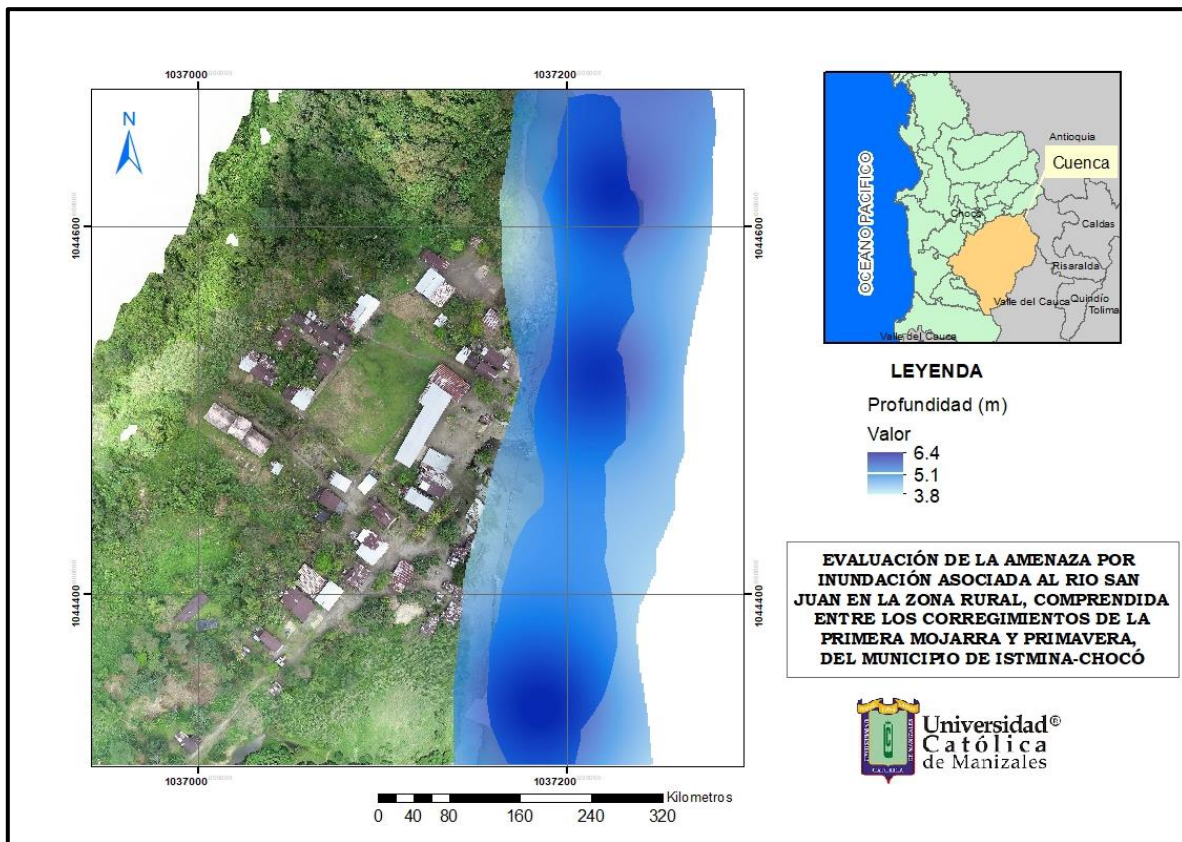 1037000
1037200
N
1044600
1044600
1044400
1044400
1037000
1037200
Kilometros
0 40 80 160 240 320
OCEANO PACIFICO
Antioquia
Cuenca
Chocó
Caldas
Risaralda
Valle del Cauca
Quindío
Tolima
Valle del Cauca
LEYENDA
Profundidad (m)
Valor
6.4
5.1
3.8
EVALUACIÓN DE LA AMENAZA POR
INUNDACIÓN ASOCIADA AL RIO SAN
JUAN EN LA ZONA RURAL, COMPRENDIDA
ENTRE LOS CORREGIMIENTOS DE LA
PRIMERA MOJARRA Y PRIMAVERA,
DEL MUNICIPIO DE ISTMINA-CHOCÓ
Universidad®
Católica
de Manizales